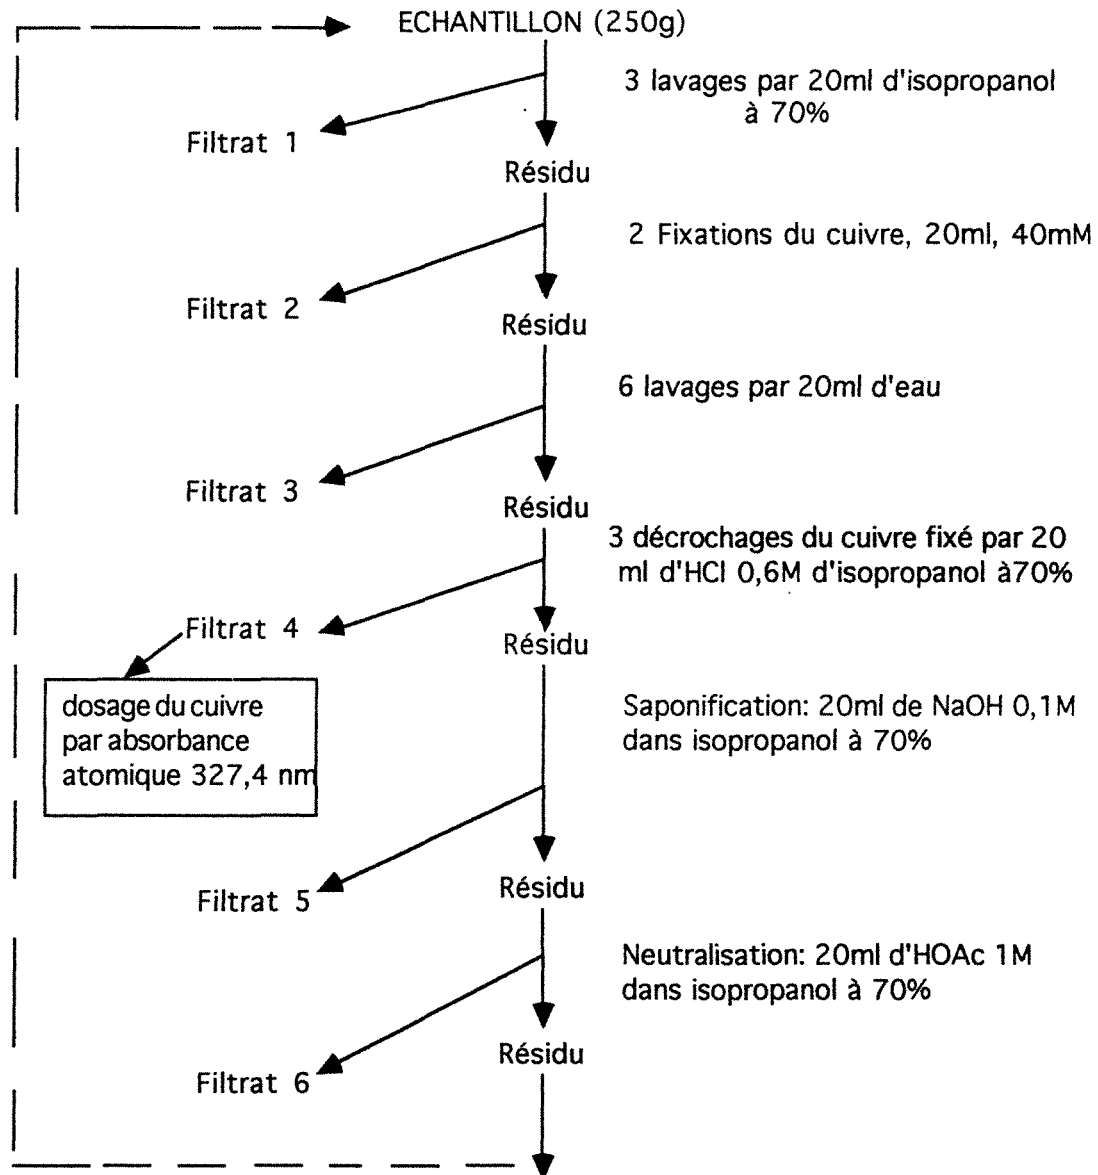 ECHANTILLON (250g)
3 lavages par 20ml d'isopropanol
à 70%
Filtrat 1
Résidu
2 Fixations du cuivre, 20ml, 40mM
Filtrat 2
Résidu
6 lavages par 20ml d'eau
Filtrat 3
Résidu
3 décrochages du cuivre fixé par 20
ml d'HCl 0,6M d'isopropanol à70%
Filtrat 4
Résidu
dosage du cuivre
par absorbance
atomique 327,4 nm
Saponification: 20ml de NaOH 0,1M
dans isopropanol à 70%
Filtrat 5
Résidu
Neutralisation: 20ml d'HOAc 1M
dans isopropanol à 70%
Filtrat 6
Résidu